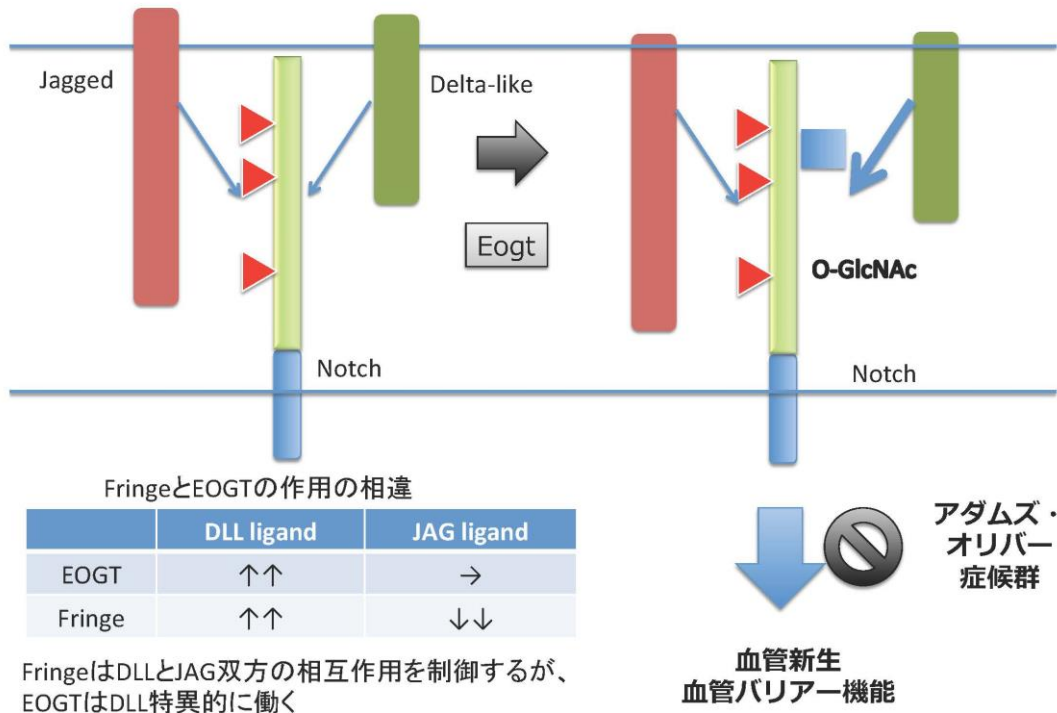 Jagged
Delta-like
Eogt
O-GlcNAc
Notch
Notch
FringeとEOGTの作用の相違
DLL ligand JAG ligand
EOGT ↑↑ →
Fringe ↑↑ ↓↓
FringeはDLLとJAG双方の相互作用を制御するが、
EOGTはDLL特異的に働く
アダムズ・
オリバー
症候群
血管新生
血管バリアー機能